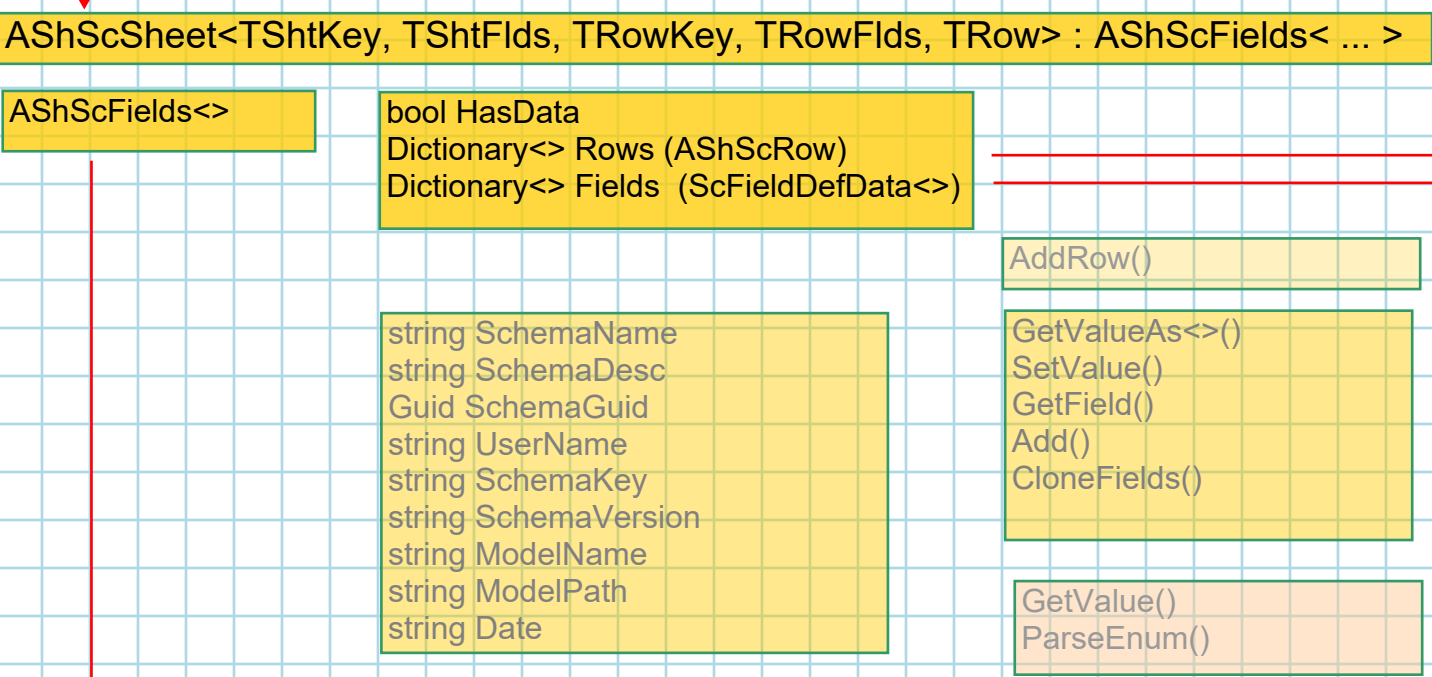 AShScSheet<TShtKey, TShtFlds, TRowKey, TRowFlds, TRow> : AShScFields< ... >
AShScFields<>
bool HasData
Dictionary<> Rows (AShScRow)
Dictionary<> Fields  (ScFieldDefData<>)
AddRow()
string SchemaName
string SchemaDesc
Guid SchemaGuid
string UserName
string SchemaKey
string SchemaVersion
string ModelName
string ModelPath
string Date
GetValueAs<>()
SetValue()
GetField()
Add()
CloneFields()
GetValue()
ParseEnum()